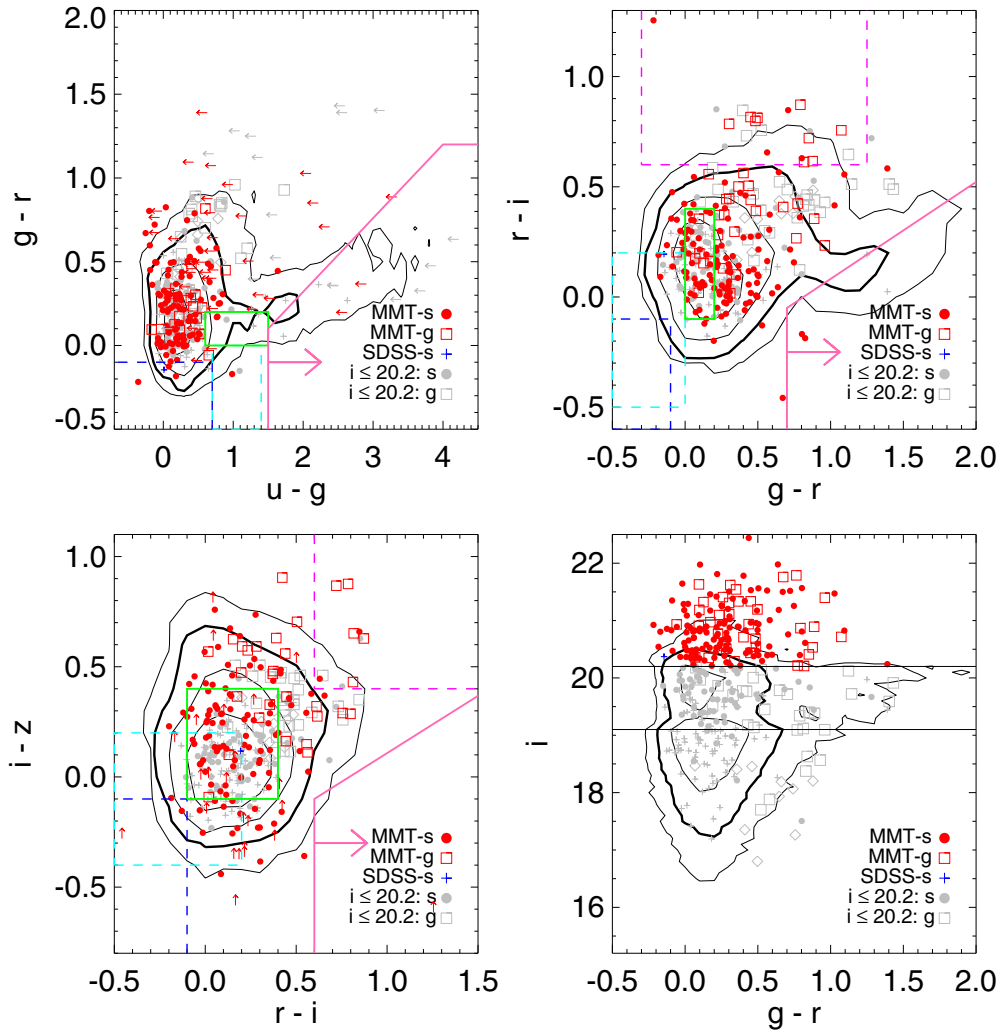 2.0
1.5
1.0
0.5
0.0
-0.5
g - r
0 1 2 3 4
u - g
MMT-s
MMT-g
SDSS-s
i ≤ 20.2: s
i ≤ 20.2: g
1.0
0.5
0.0
-0.5
r - i
-0.5 0.0 0.5 1.0 1.5 2.0
g - r
MMT-s
MMT-g
SDSS-s
i ≤ 20.2: s
i ≤ 20.2: g
1.0
0.5
0.0
-0.5
i - z
-0.5 0.0 0.5 1.0 1.5
r - i
MMT-s
MMT-g
SDSS-s
i ≤ 20.2: s
i ≤ 20.2: g
22
20
18
16
i
-0.5 0.0 0.5 1.0 1.5 2.0
g - r
MMT-s
MMT-g
SDSS-s
i ≤ 20.2: s
i ≤ 20.2: g